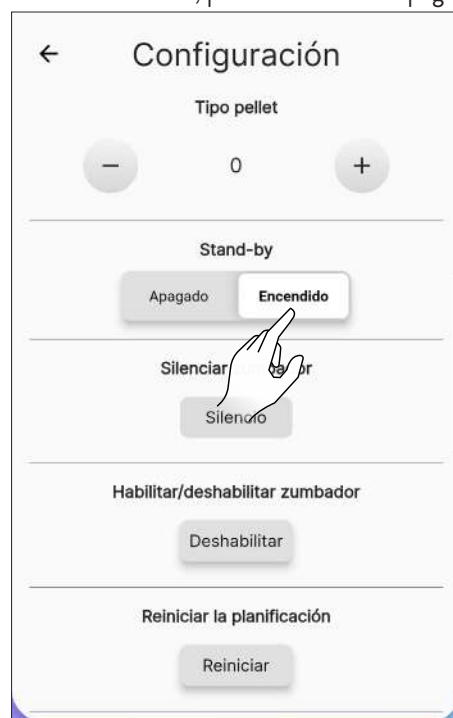 Configuración
Tipo pellet
− 0 +
Stand-by
Apagado Encendido
Silenciar
Silencio
Habilitar/deshabilitar zumbador
Deshabilitar
Reiniciar la planificación
Reiniciar